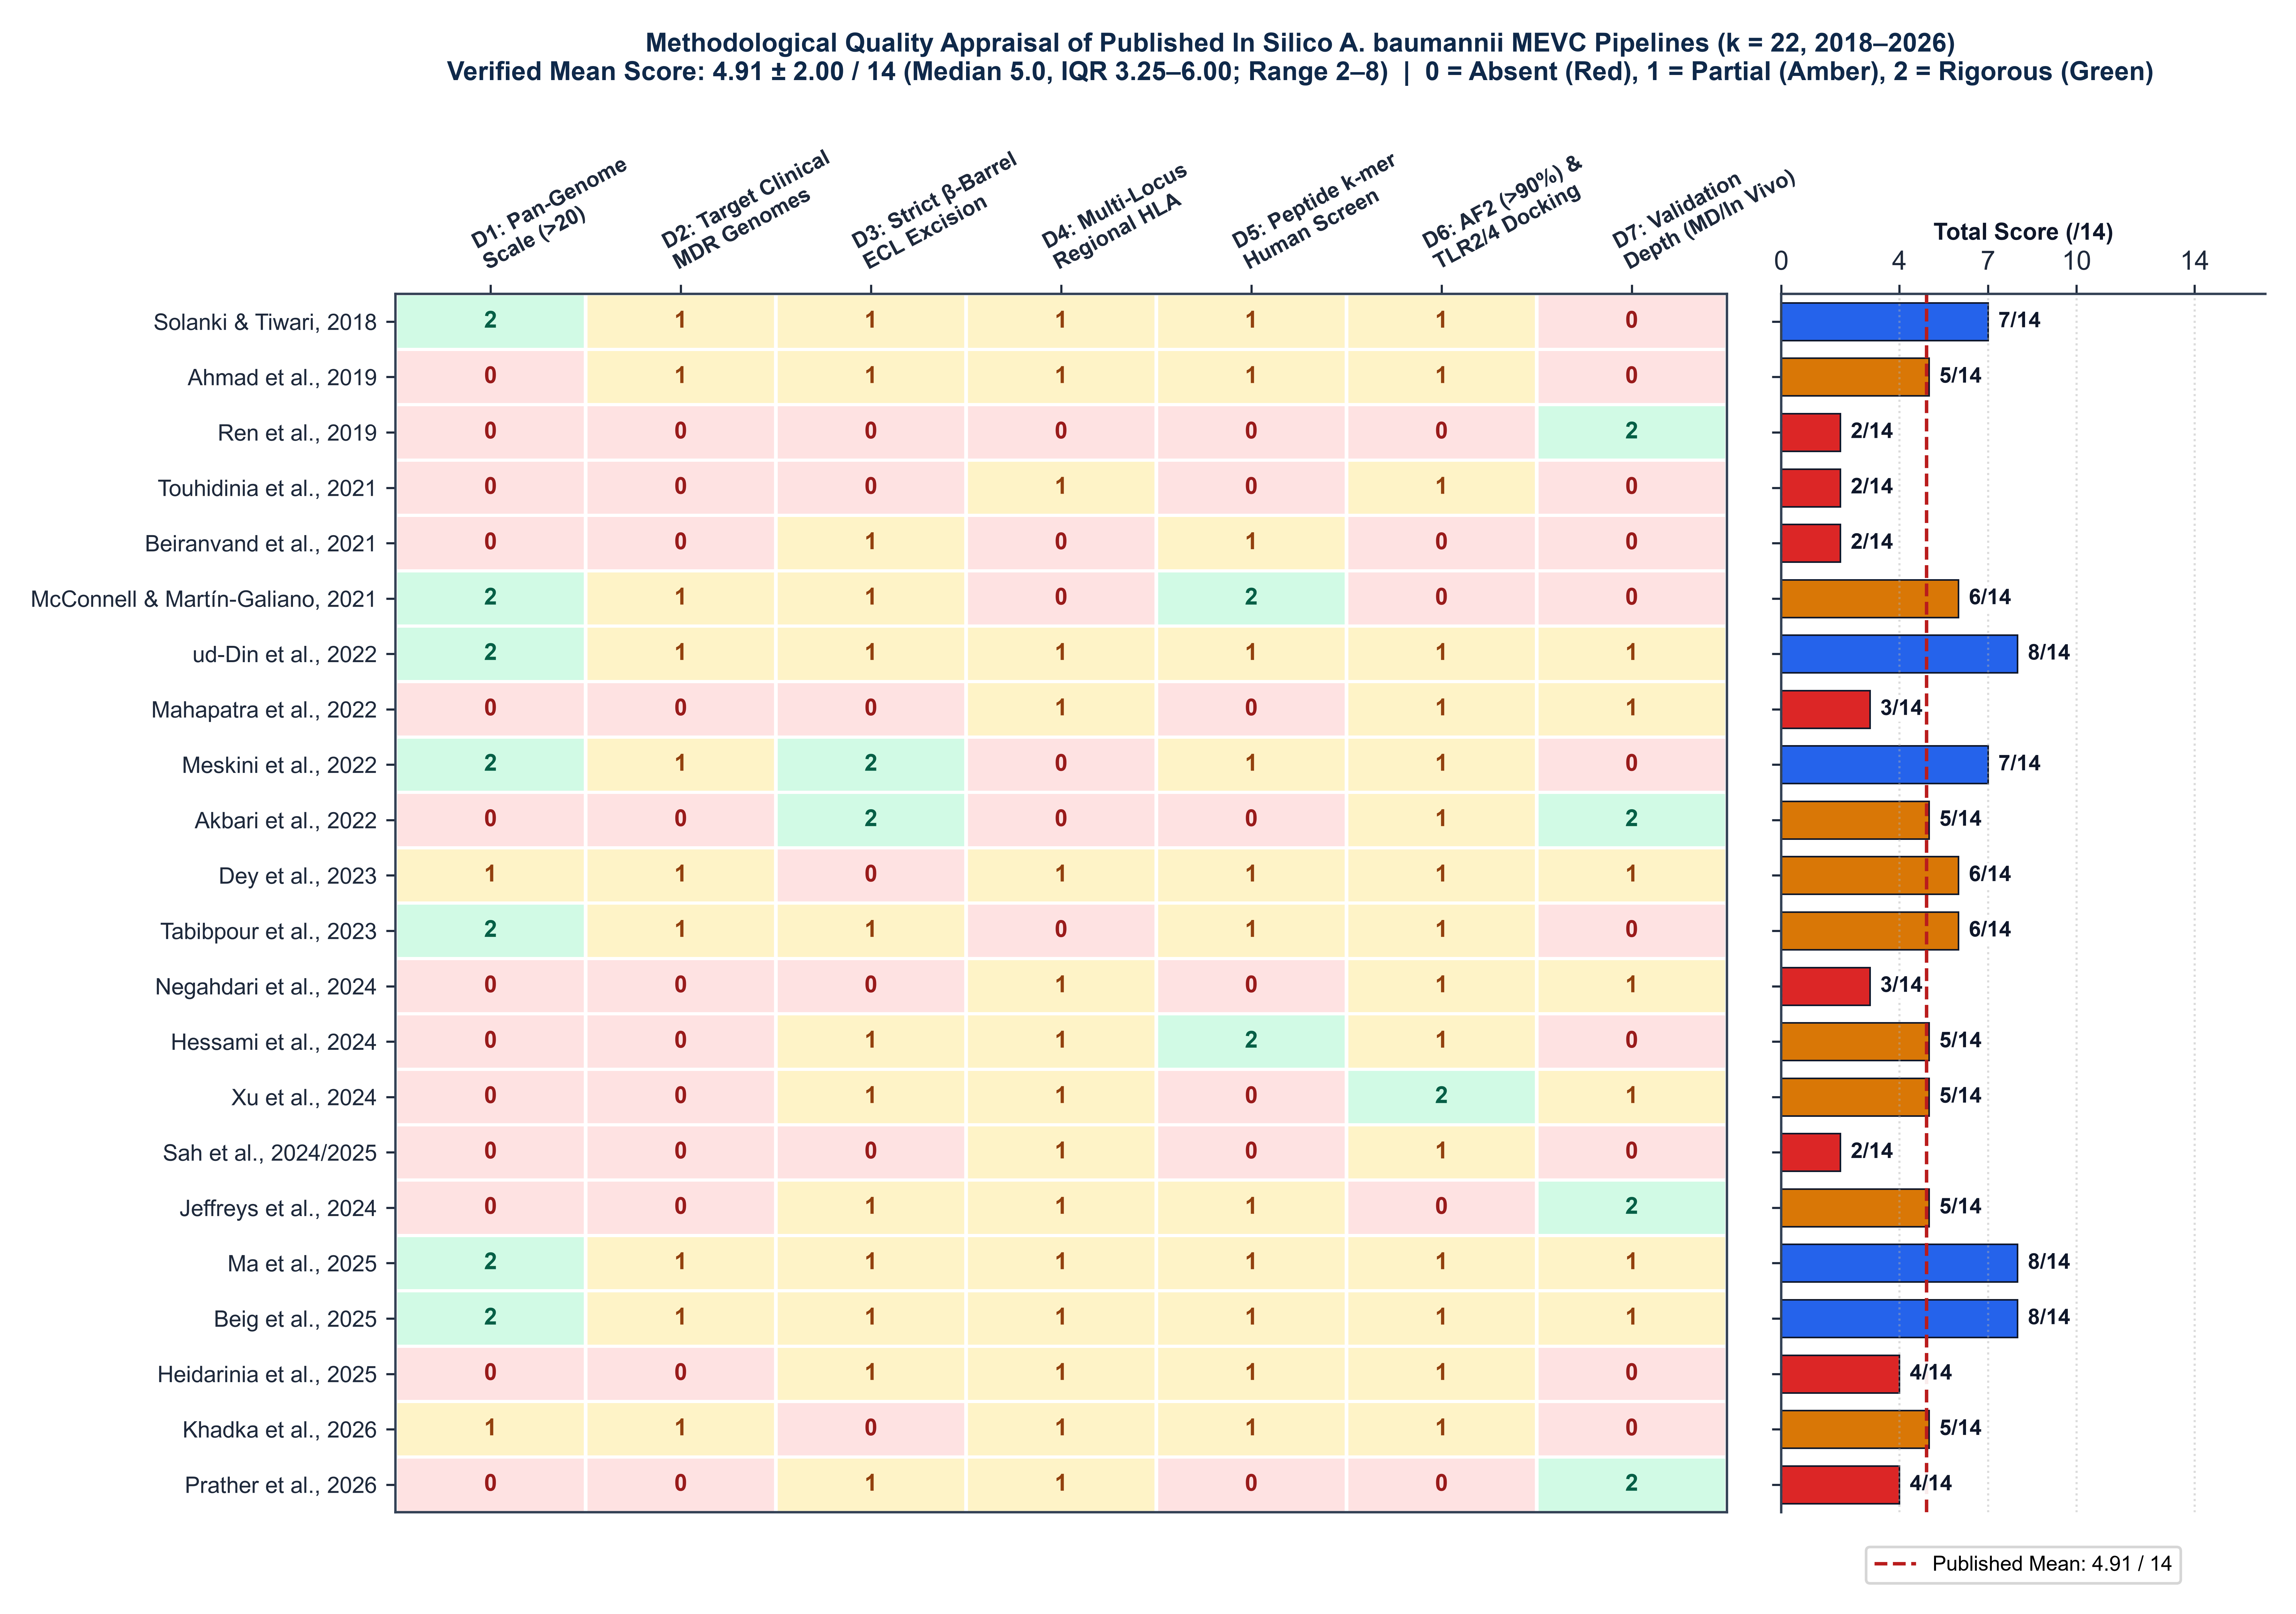 Methodological Quality Appraisal of Published In Silico A. baumannii MEVC Pipelines (k = 22, 2018–2026)
Verified Mean Score: 4.91 ± 2.00 / 14 (Median 5.0, IQR 3.25–6.00; Range 2–8) | 0 = Absent (Red), 1 = Partial (Amber), 2 = Rigorous (Green)
D1: Pan-Genome
Scale (>20)
D2: Target Clinical
MDR Genomes
D3: Strict β-Barrel
ECL Excision
D4: Multi-Locus
Regional HLA
D5: Peptide k-mer
Human Screen
D6: AF2 (>90%) &
TLR2/4 Docking
D7: Validation
Depth (MD/In Vivo)
Total Score (/14)
0 4 7 10 14
Solanki & Tiwari, 2018 2 1 1 1 1 1 0 7/14
Ahmad et al., 2019 0 1 1 1 1 1 0 5/14
Ren et al., 2019 0 0 0 0 0 0 2 2/14
Touhidinia et al., 2021 0 0 0 1 0 1 0 2/14
Beiranvand et al., 2021 0 0 1 0 1 0 0 2/14
McConnell & Martín-Galiano, 2021 2 1 1 0 2 0 0 6/14
ud-Din et al., 2022 2 1 1 1 1 1 1 8/14
Mahapatra et al., 2022 0 0 0 1 0 1 1 3/14
Meskini et al., 2022 2 1 2 0 1 1 0 7/14
Akbari et al., 2022 0 0 2 0 0 1 2 5/14
Dey et al., 2023 1 1 0 1 1 1 1 6/14
Tabibpour et al., 2023 2 1 1 0 1 1 0 6/14
Negahdari et al., 2024 0 0 0 1 0 1 1 3/14
Hessami et al., 2024 0 0 1 1 2 1 0 5/14
Xu et al., 2024 0 0 1 1 0 2 1 5/14
Sah et al., 2024/2025 0 0 0 1 0 1 0 2/14
Jeffreys et al., 2024 0 0 1 1 1 0 2 5/14
Ma et al., 2025 2 1 1 1 1 1 1 8/14
Beig et al., 2025 2 1 1 1 1 1 1 8/14
Heidarinia et al., 2025 0 0 1 1 1 1 0 4/14
Khadka et al., 2026 1 1 0 1 1 1 0 5/14
Prather et al., 2026 0 0 1 1 0 0 2 4/14
Published Mean: 4.91 / 14